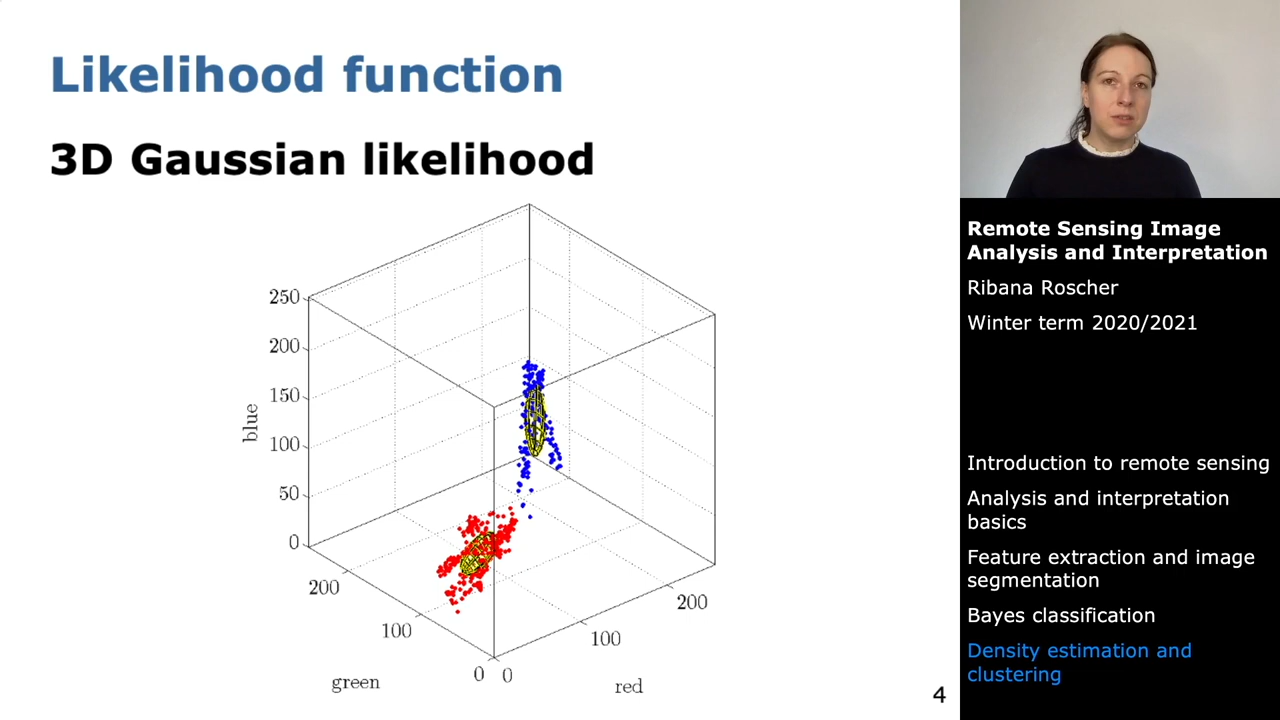 Likelihood function
3D Gaussian likelihood
250
200
150
100
50
0
blue
200
100
0
green
0
100
200
red
4
Remote Sensing Image
Analysis and Interpretation
Ribana Roscher
Winter term 2020/2021
Introduction to remote sensing
Analysis and interpretation
basics
Feature extraction and image
segmentation
Bayes classification
Density estimation and
clustering